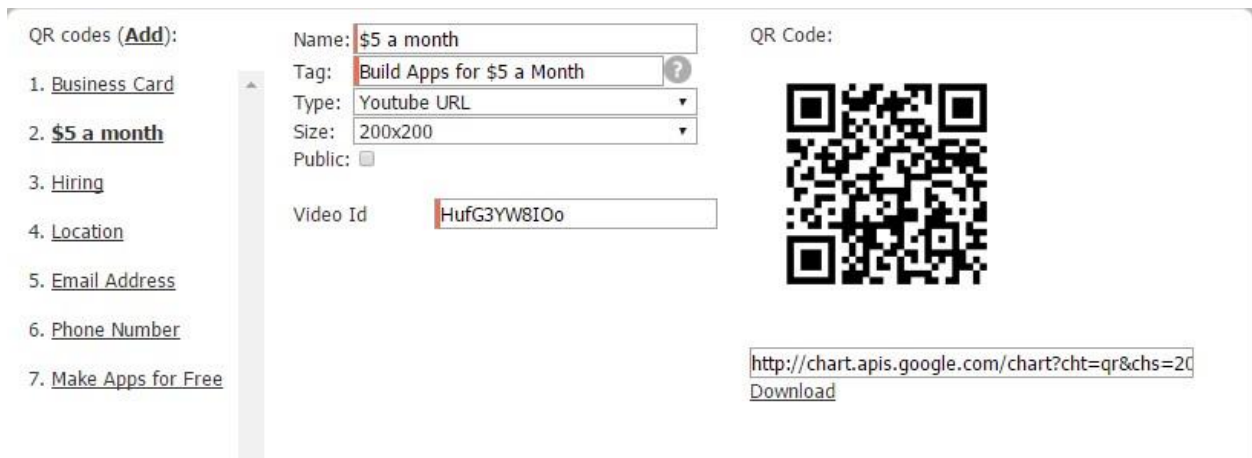 QR codes (Add):
1. Business Card
2. $5 a month
3. Hiring
4. Location
5. Email Address
6. Phone Number
7. Make Apps for Free
Name: $5 a month
Tag: Build Apps for $5 a Month ?
Type: Youtube URL
Size: 200x200
Public:
Video Id HufG3YW8IOo
QR Code:
http://chart.apis.google.com/chart?cht=qr&chs=20
Download